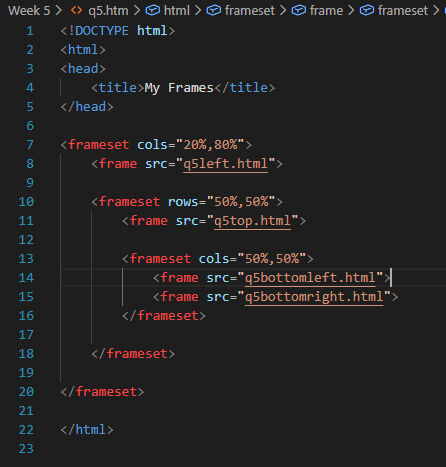 Week 5 > <> q5.htm > html > frameset > frame > frameset
1 <!DOCTYPE html>
2 <html>
3 <head>
4 <title>My Frames</title>
5 </head>
6
7 <frameset cols="20%,80%">
8 <frame src="q5left.html">
9
10 <frameset rows="50%,50%">
11 <frame src="q5top.html">
12
13 <frameset cols="50%,50%">
14 <frame src="q5bottomleft.html">
15 <frame src="q5bottomright.html">
16 </frameset>
17
18 </frameset>
19
20 </frameset>
21
22 </html>
23